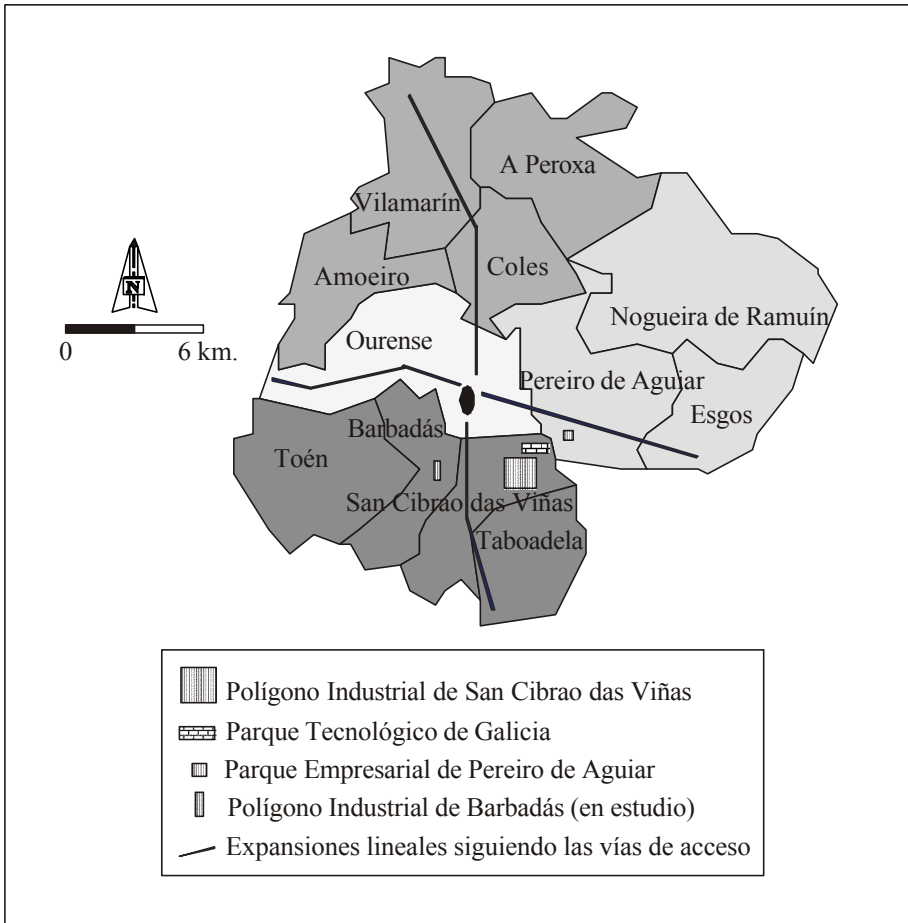 A Peroxa
Vilamarín
Coles
Amoeiro
N
Nogueira de Ramuín
0 6 km.
Ourense
Pereiro de Aguiar
Esgos
Barbadás
Toén
San Cibrao das Viñas
Taboadela
Polígono Industrial de San Cibrao das Viñas
Parque Tecnológico de Galicia
Parque Empresarial de Pereiro de Aguiar
Polígono Industrial de Barbadás (en estudio)
Expansiones lineales siguiendo las vías de acceso